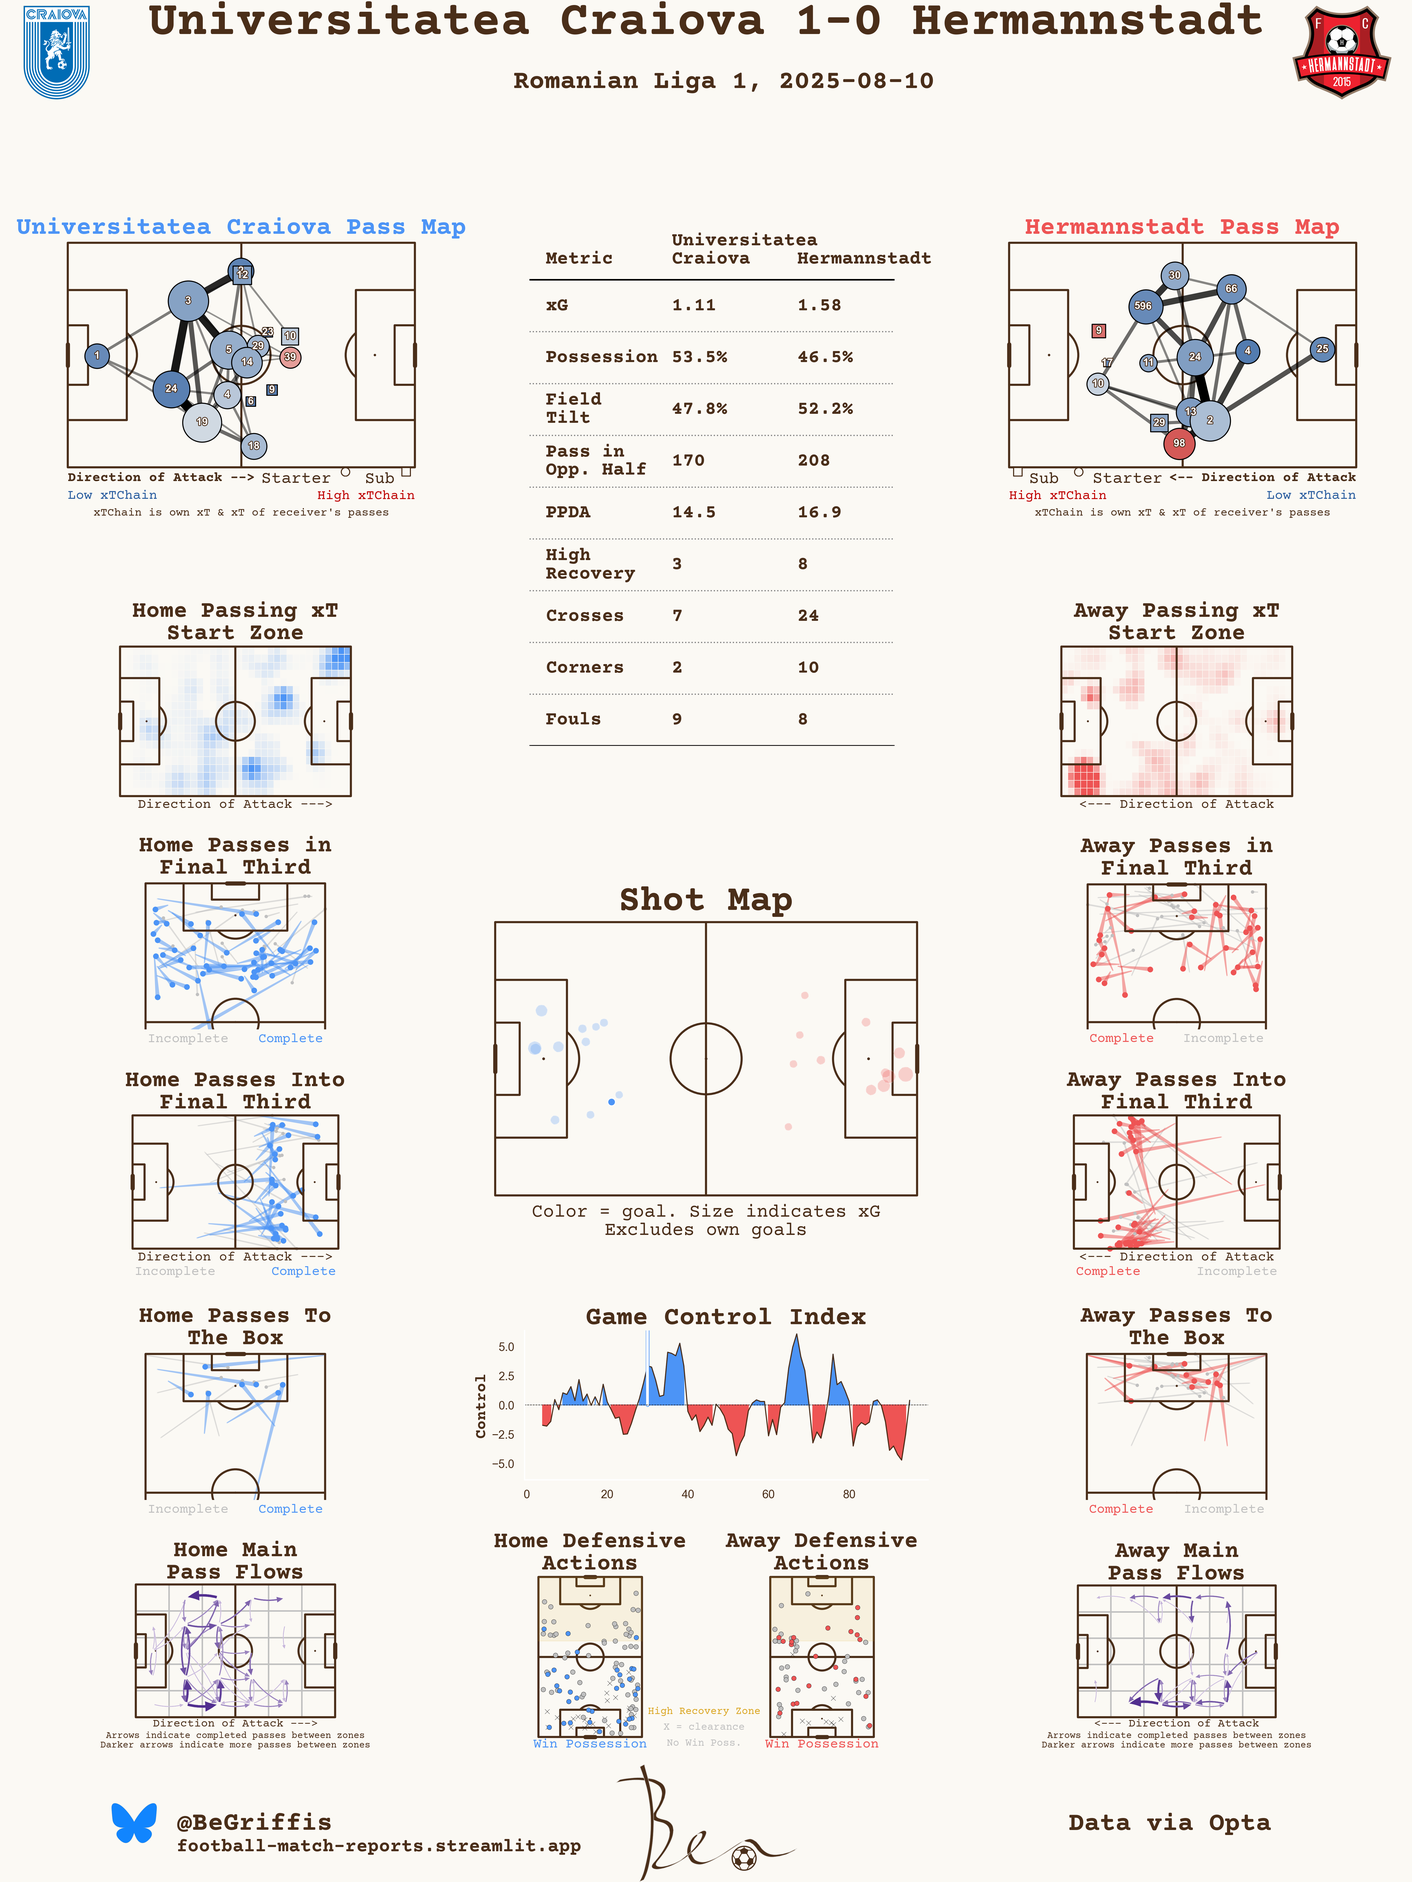 Universitatea Craiova 1-0 Hermannstadt
Romanian Liga 1, 2025-08-10
CRAIOVA
F C
HERMANNSTADT
2015
Universitatea Craiova Pass Map
1
3
24
19
5
4
14
29
23
10
39
9
6
18
12
Direction of Attack -->
Starter
Sub
Low xTChain
High xTChain
xTChain is own xT & xT of receiver's passes
Metric
Universitatea Craiova
Hermannstadt
xG 1.11 1.58
Possession 53.5% 46.5%
Field Tilt 47.8% 52.2%
Pass in Opp. Half 170 208
PPDA 14.5 16.9
High Recovery 3 8
Crosses 7 24
Corners 2 10
Fouls 9 8
Hermannstadt Pass Map
30
66
596
9
17
11
10
24
4
25
13
29
2
98
Sub
Starter
<-- Direction of Attack
High xTChain
Low xTChain
xTChain is own xT & xT of receiver's passes
Home Passing xT
Start Zone
Direction of Attack --->
Away Passing xT
Start Zone
<--- Direction of Attack
Home Passes in
Final Third
Incomplete
Complete
Away Passes in
Final Third
Complete
Incomplete
Shot Map
Color = goal. Size indicates xG
Excludes own goals
Home Passes Into
Final Third
Direction of Attack --->
Incomplete
Complete
Away Passes Into
Final Third
<--- Direction of Attack
Complete
Incomplete
Home Passes To
The Box
Incomplete
Complete
Game Control Index
Control
5.0
2.5
0.0
−2.5
−5.0
0 20 40 60 80
Away Passes To
The Box
Complete
Incomplete
Home Main
Pass Flows
Direction of Attack --->
Arrows indicate completed passes between zones
Darker arrows indicate more passes between zones
Home Defensive
Actions
Win Possession
High Recovery Zone
X = clearance
No Win Poss.
Away Defensive
Actions
Win Possession
Away Main
Pass Flows
<--- Direction of Attack
Arrows indicate completed passes between zones
Darker arrows indicate more passes between zones
@BeGriffis
football-match-reports.streamlit.app
Ben
Data via Opta